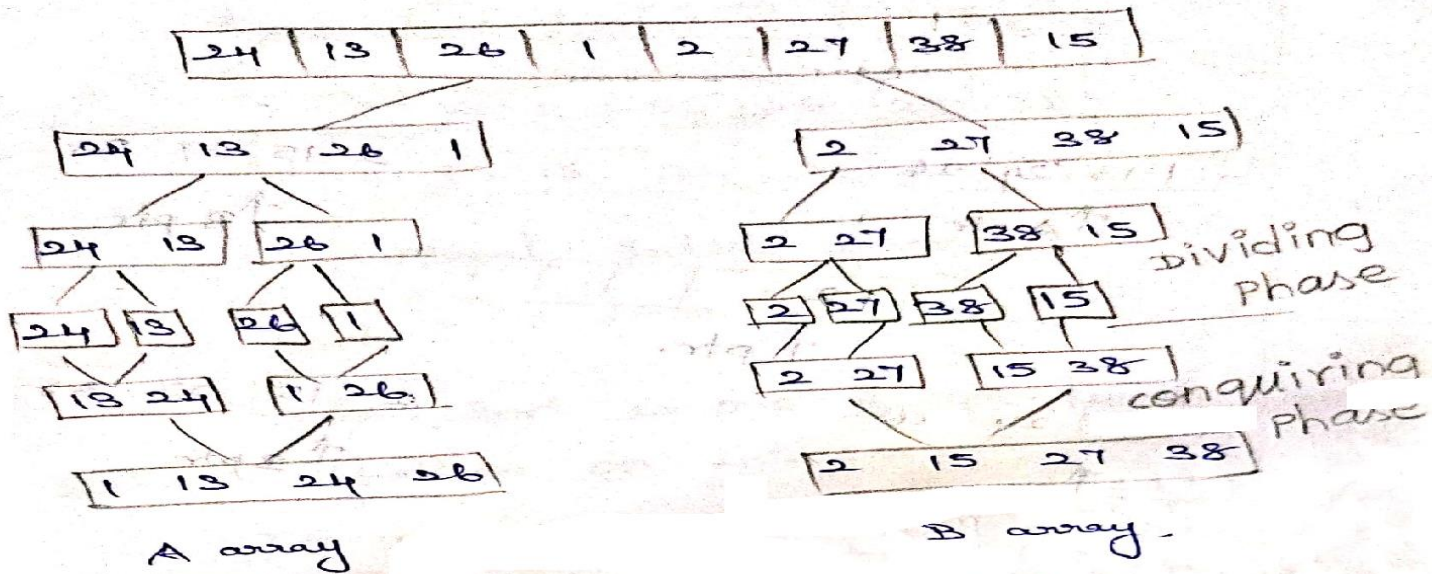 24 13 26 1 2 27 38 15
24 13 26 1
2 27 38 15
24 13
26 1
2 27
38 15
Dividing
Phase
24
13
26
1
2
27
38
15
13 24
1 26
2 27
15 38
conquiring
Phase
1 13 24 26
2 15 27 38
A array
B array.